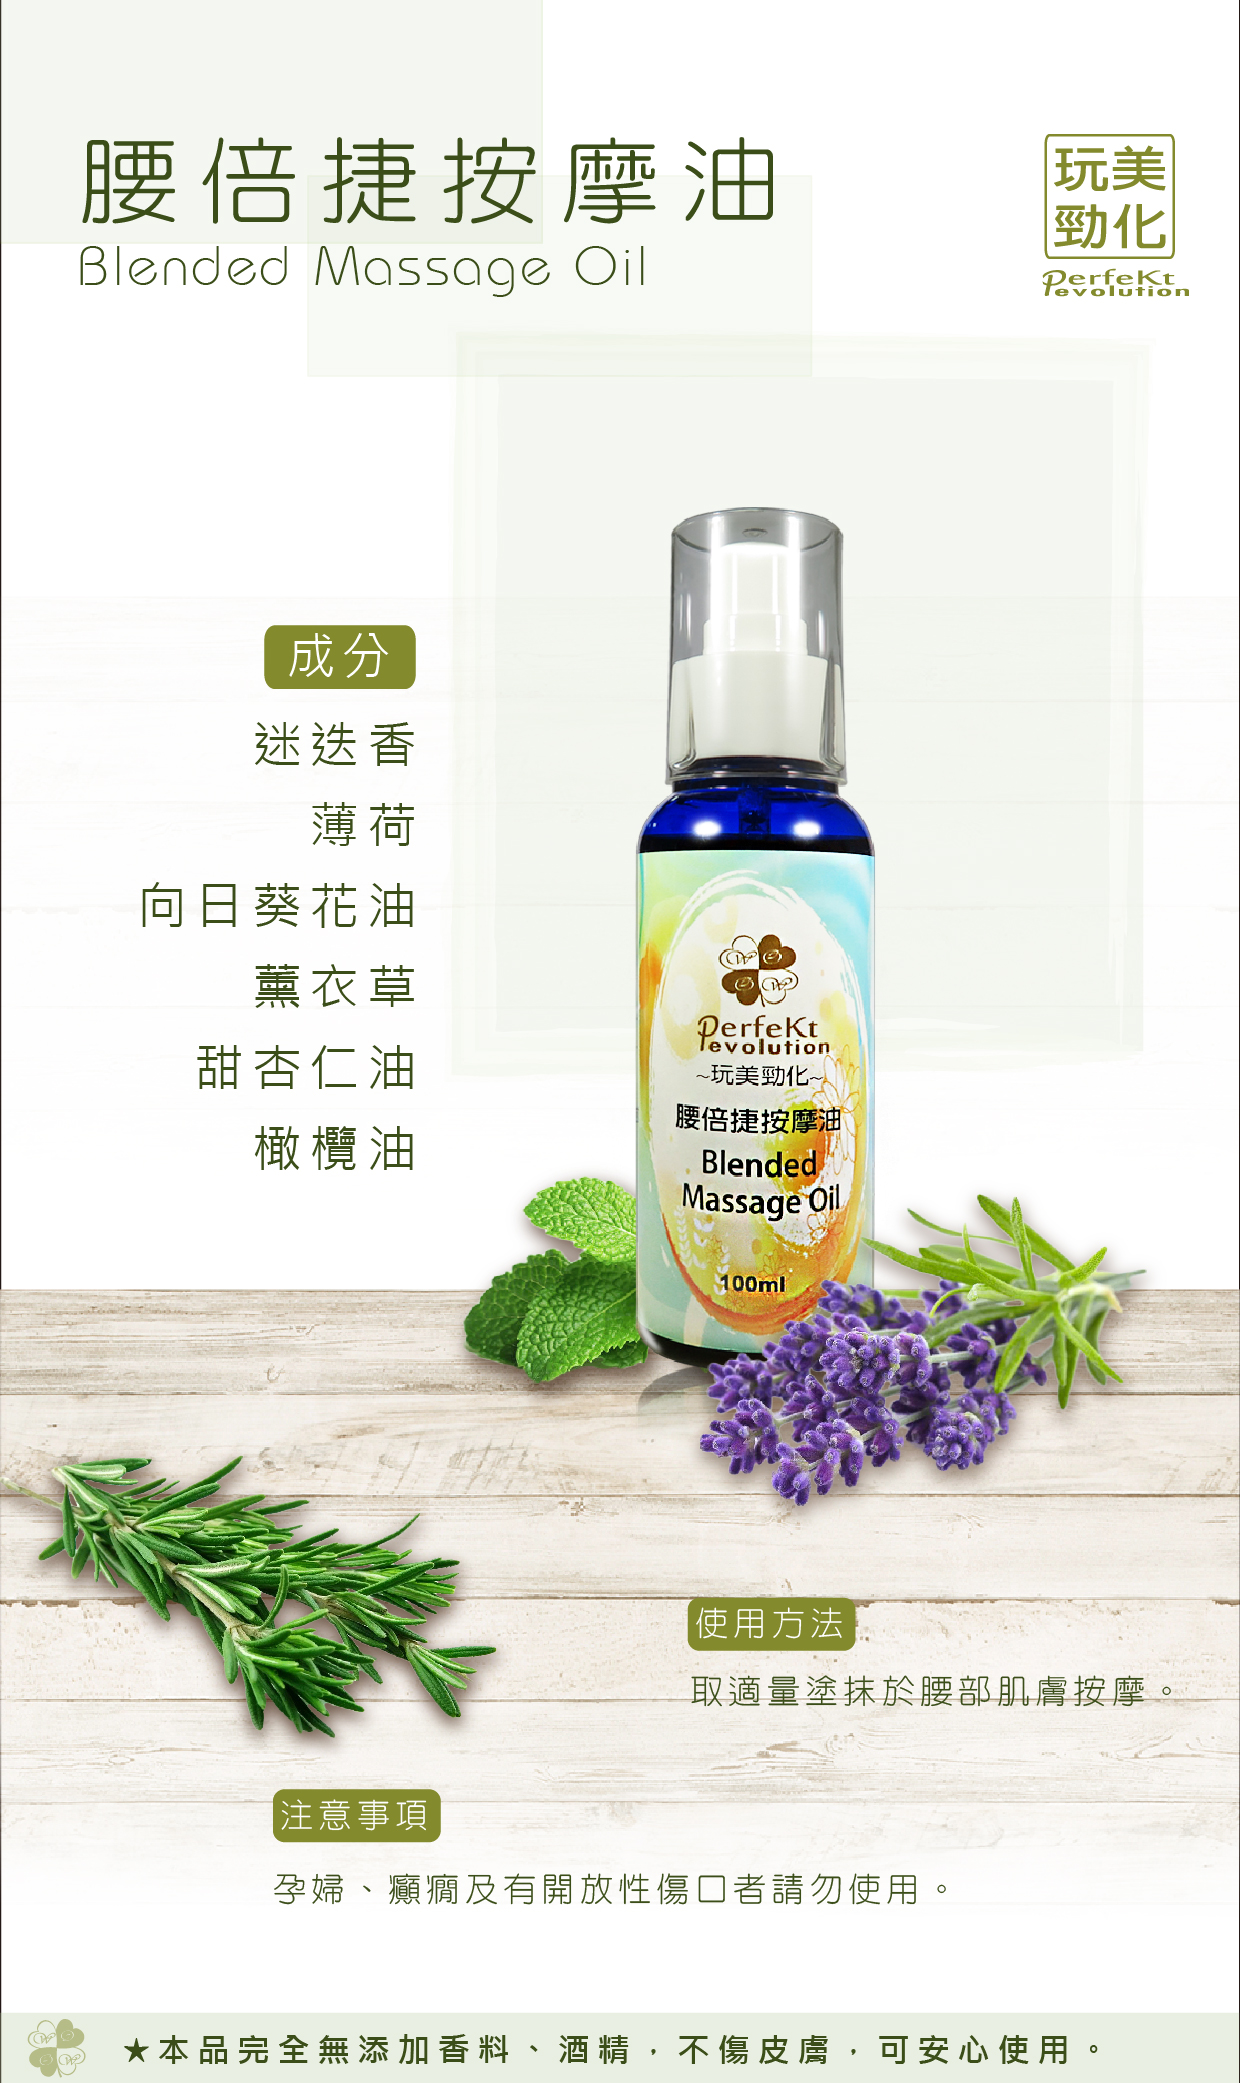 腰倍捷按摩油
Blended Massage Oil
玩美
勁化
PerfeKt
revolution
成分
迷迭香
薄荷
向日葵花油
薰衣草
甜杏仁油
橄欖油
PerfeKt
revolution
~玩美勁化~
腰倍捷按摩油
Blended
Massage Oil
100ml
使用方法
取適量塗抹於腰部肌膚按摩。
注意事項
孕婦、癲癇及有開放性傷口者請勿使用。
★本品完全無添加香料、酒精，不傷皮膚，可安心使用。